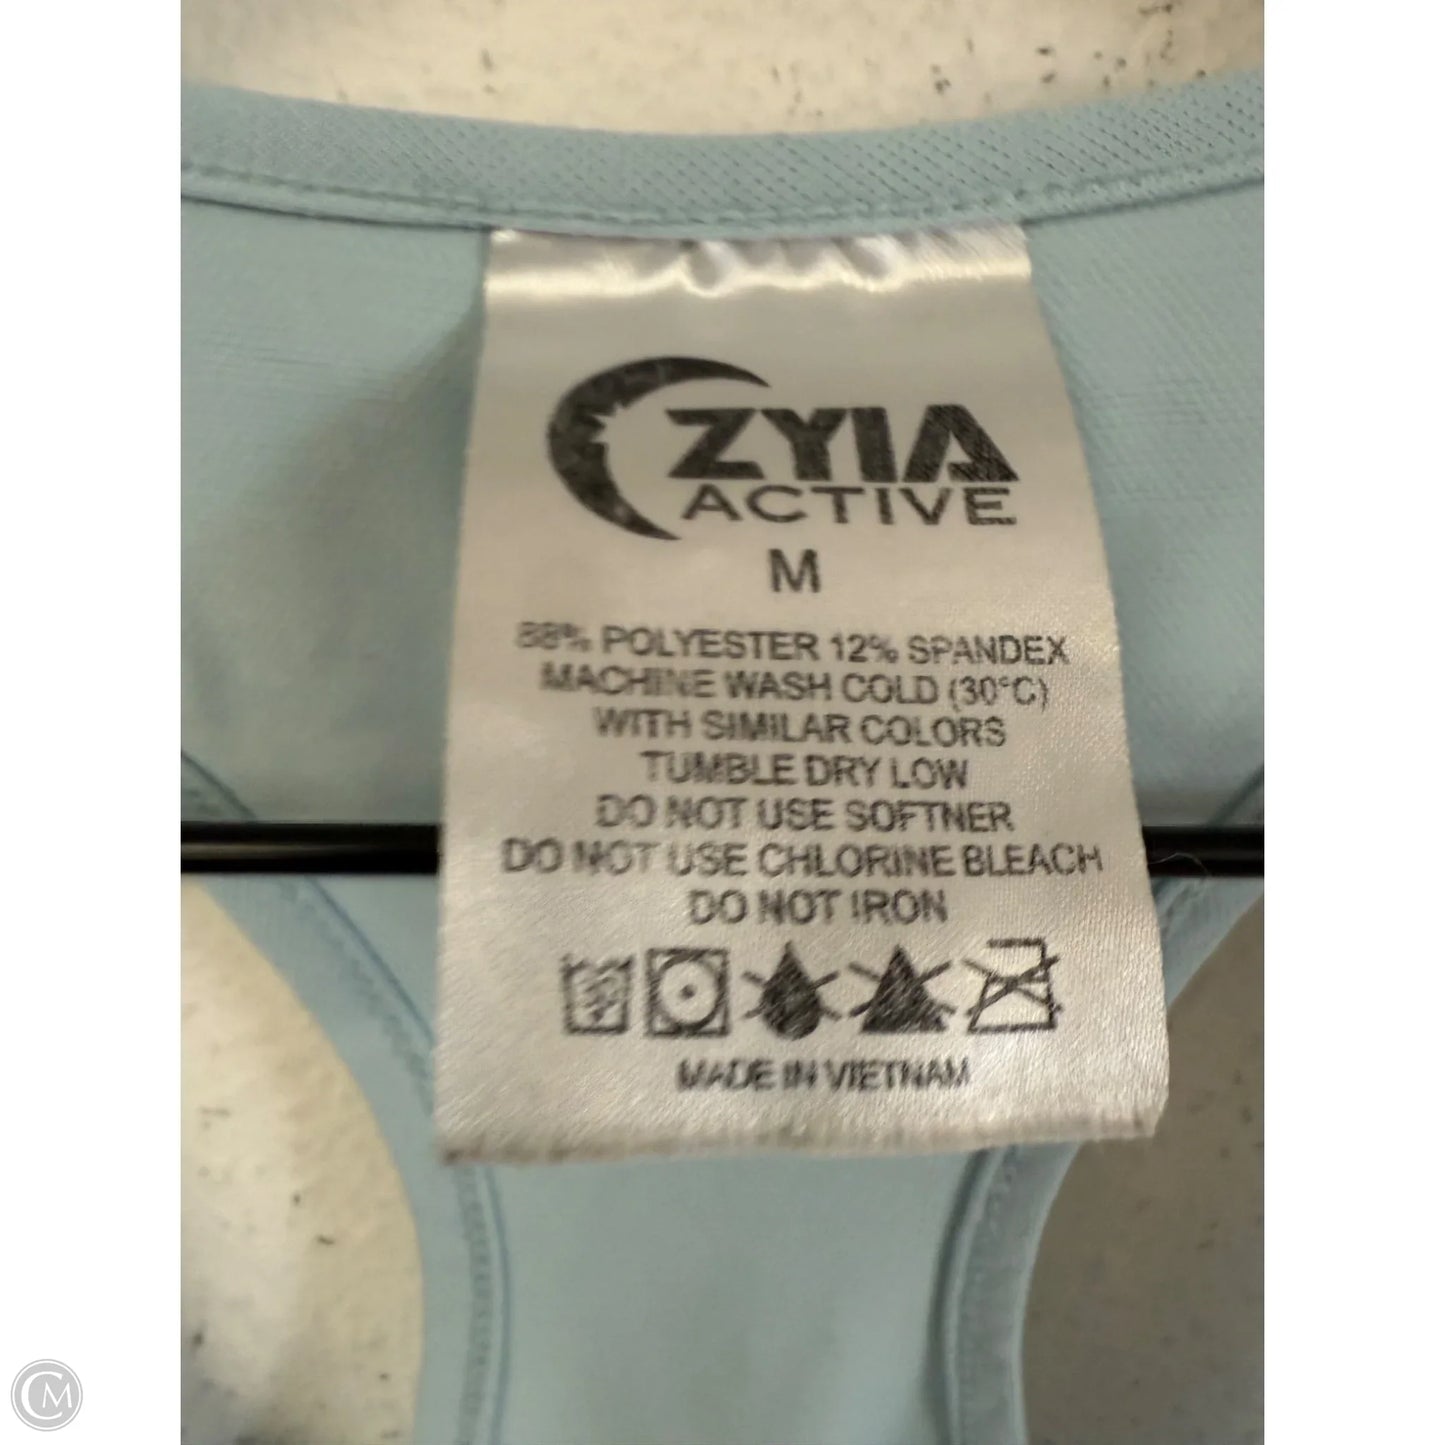 ZYIA
ACTIVE
M
88% POLYESTER 12% SPANDEX
MACHINE WASH COLD (30°C)
WITH SIMILAR COLORS
TUMBLE DRY LOW
DO NOT USE SOFTNER
DO NOT USE CHLORINE BLEACH
DO NOT IRON
MADE IN VIETNAM
CM